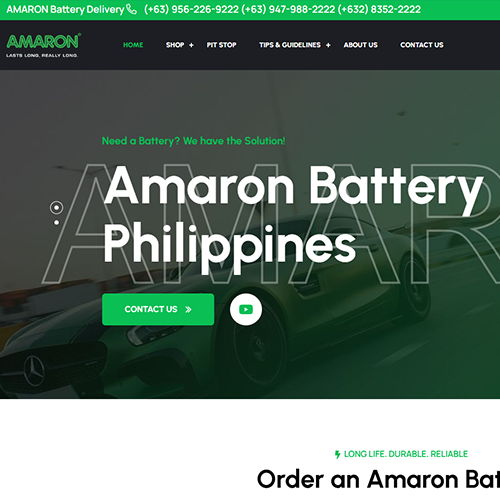 AMARON Battery Delivery (+63) 956-226-9222 (+63) 947-988-2222 (+632) 8352-2222
AMARON®
LASTS LONG. REALLY LONG.
HOME SHOP + PIT STOP TIPS & GUIDELINES + ABOUT US CONTACT US
Need a Battery? We have the Solution!
AMAR
Amaron Battery
Philippines
CONTACT US
LONG LIFE. DURABLE. RELIABLE
Order an Amaron Bat